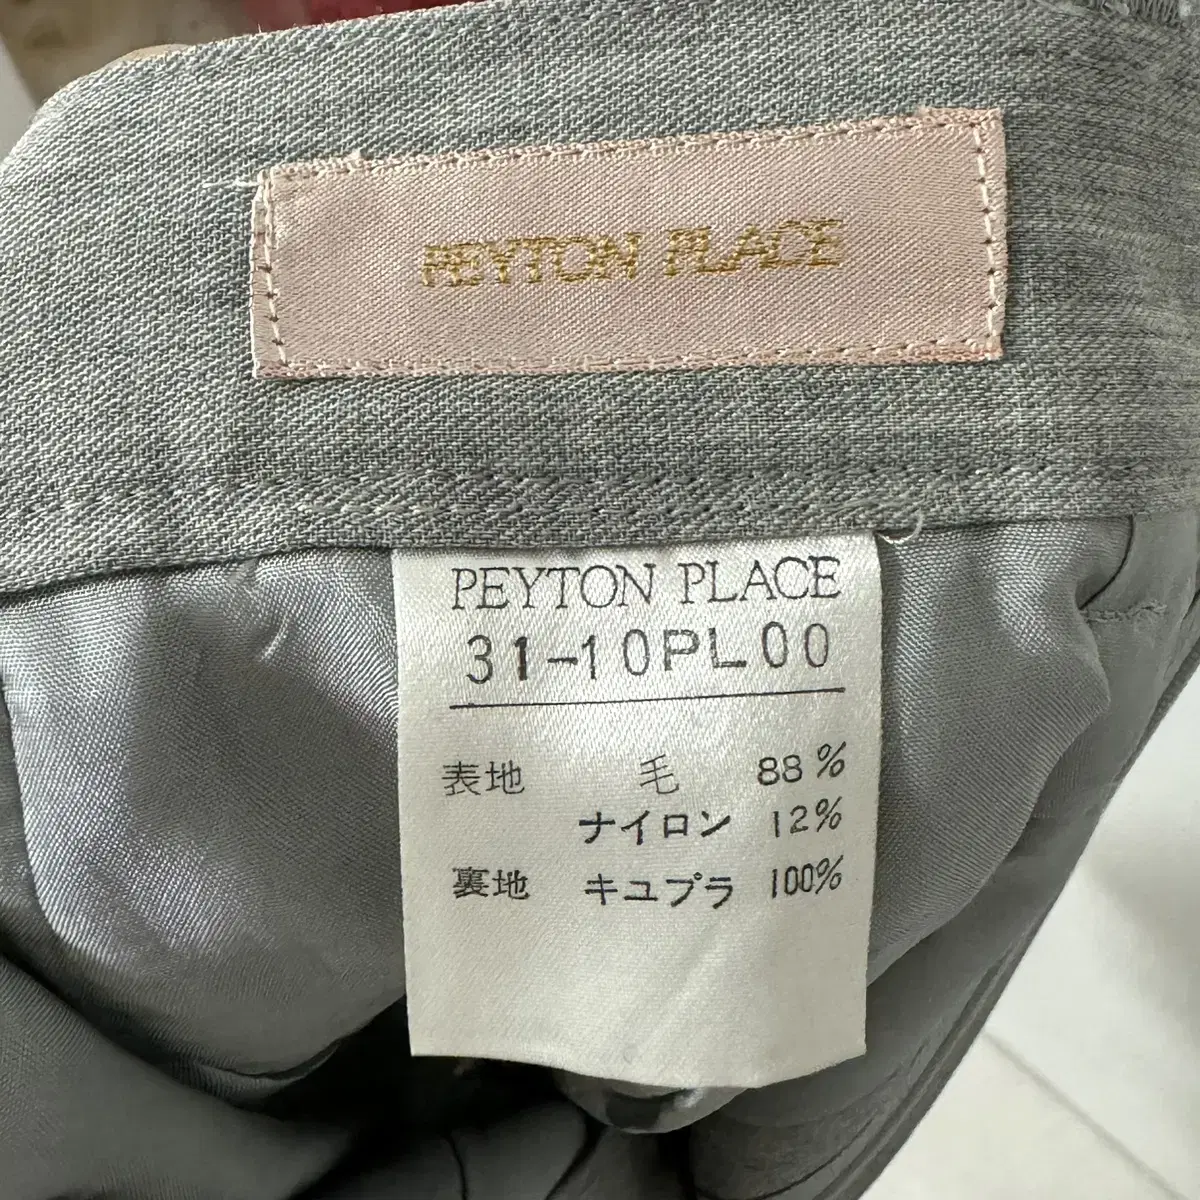 PEYTON PLACE
PEYTON PLACE
31-10PL00
表地 毛 88%
ナイロン 12%
裏地 キュプラ 100%